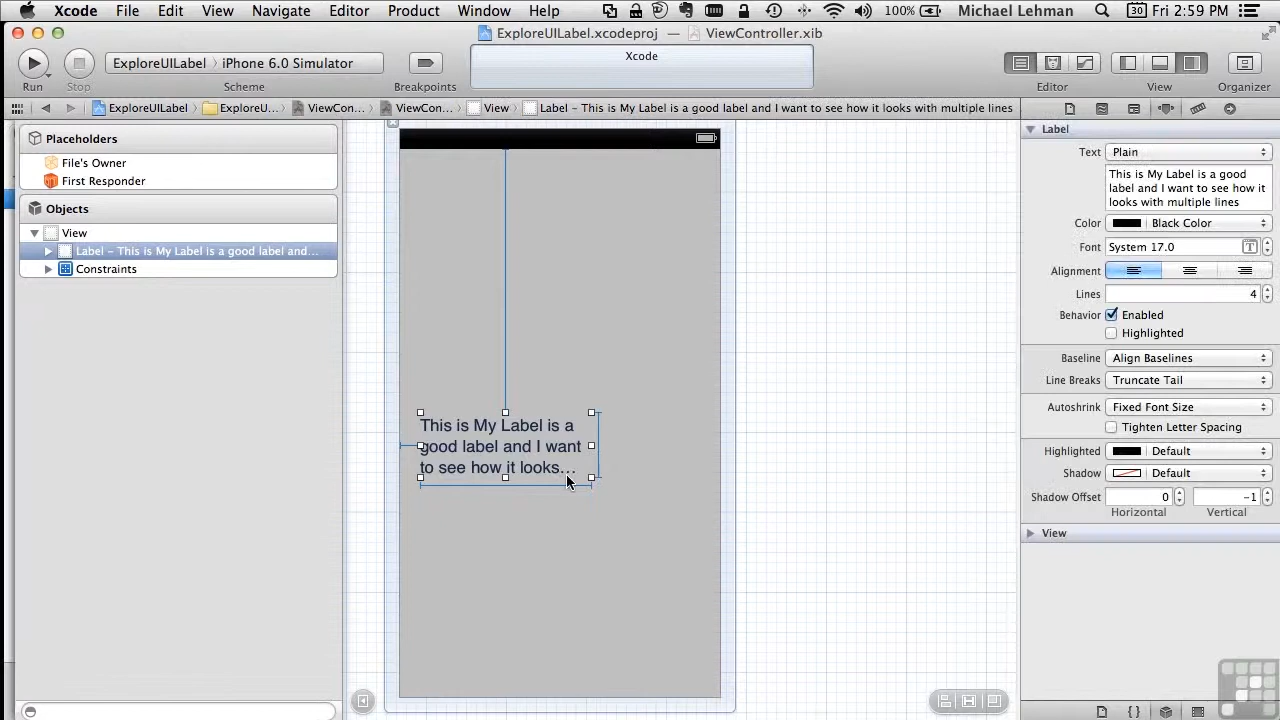 Xcode File Edit View Navigate Editor Product Window Help 100% Michael Lehman 30 Fri 2:59 PM
ExploreUILabel.xcodeproj — ViewController.xib
Run Stop ExploreUILabel iPhone 6.0 Simulator Scheme Breakpoints Xcode Editor View Organizer
ExploreUILabel ExploreU... ViewCon... ViewCon... View Label – This is My Label is a good label and I want to see how it looks with multiple lines
Placeholders
File's Owner
First Responder
Objects
View
Label – This is My Label is a good label and...
Constraints
This is My Label is a
good label and I want
to see how it looks...
Label
Text Plain
This is My Label is a good
label and I want to see how it
looks with multiple lines
Color Black Color
Font System 17.0 T
Alignment
Lines 4
Behavior Enabled
Highlighted
Baseline Align Baselines
Line Breaks Truncate Tail
Autoshrink Fixed Font Size
Tighten Letter Spacing
Highlighted Default
Shadow Default
Shadow Offset 0 -1
Horizontal Vertical
View
{}